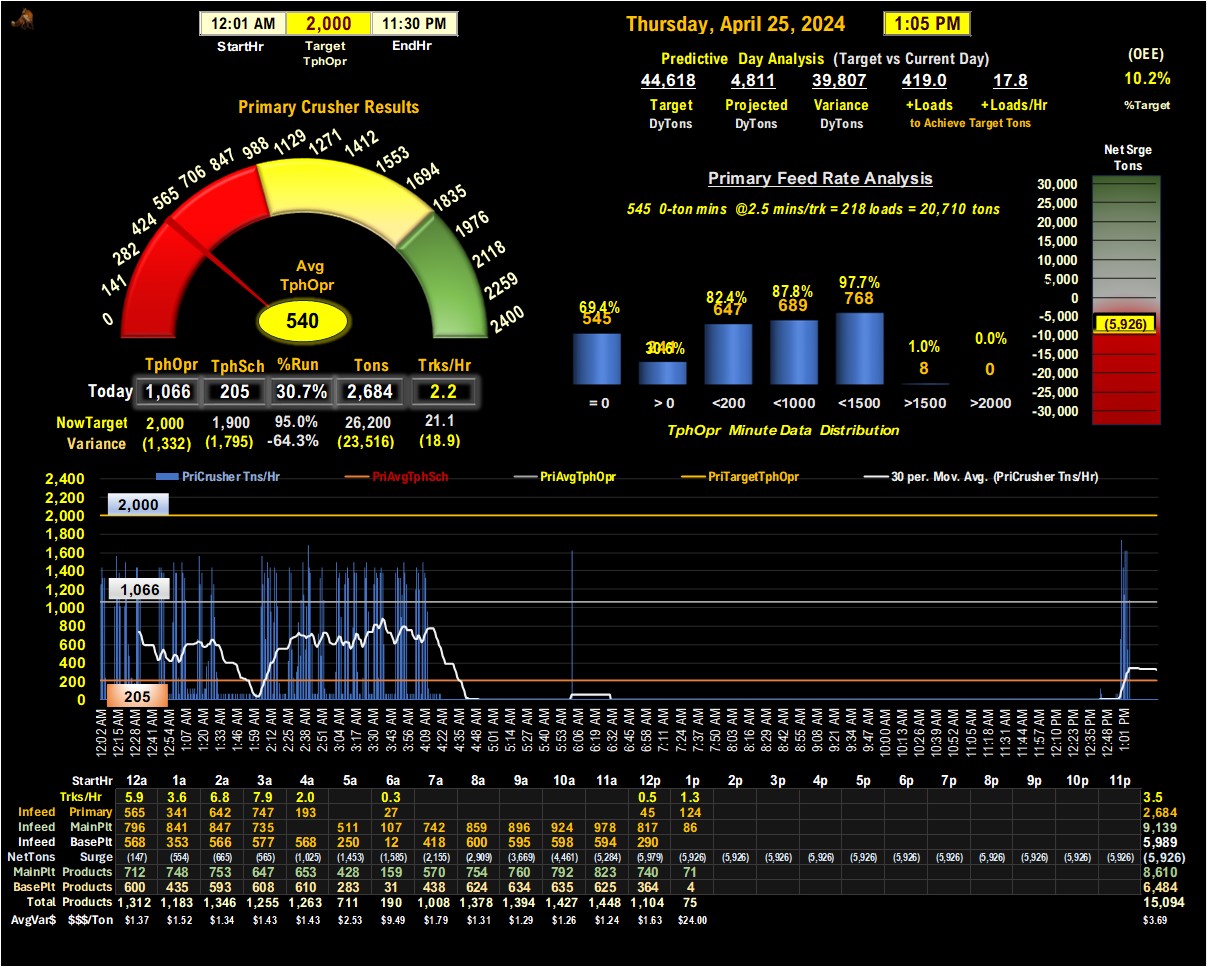 12:01 AM 2,000 11:30 PM
StartHr Target TphOpr EndHr
Thursday, April 25, 2024 1:05 PM
Predictive Day Analysis (Target vs Current Day)
44,618 4,811 39,807 419.0 17.8
Target Projected Variance +Loads +Loads/Hr
DyTons DyTons DyTons to Achieve Target Tons
(OEE)
10.2%
%Target
Primary Crusher Results
0 141 282 424 565 706 847 988 1129 1271 1412 1553 1694 1835 1976 2118 2259 2400
Avg
TphOpr
540
TphOpr TphSch %Run Tons Trks/Hr
Today 1,066 205 30.7% 2,684 2.2
NowTarget 2,000 1,900 95.0% 26,200 21.1
Variance (1,332) (1,795) -64.3% (23,516) (18.9)
Primary Feed Rate Analysis
545 0-ton mins @2.5 mins/trk = 218 loads = 20,710 tons
69.4% 30.6% 82.4% 87.8% 97.7% 1.0% 0.0%
545 647 689 768 8 0
= 0 > 0 <200 <1000 <1500 >1500 >2000
TphOpr Minute Data Distribution
Net Srge
Tons
30,000
25,000
20,000
15,000
10,000
5,000
0
-5,000
(5,926)
-10,000
-15,000
-20,000
-25,000
-30,000
PriCrusher Tns/Hr PriAvgTphSch PriAvgTphOpr PriTargetTphOpr 30 per. Mov. Avg. (PriCrusher Tns/Hr)
2,400
2,200
2,000
1,800
1,600
1,400
1,200
1,000
800
600
400
200
0
2,000
1,066
205
12:02 AM 12:15 AM 12:28 AM 12:41 AM 12:54 AM 1:07 AM 1:20 AM 1:33 AM 1:46 AM 1:59 AM 2:12 AM 2:25 AM 2:38 AM 2:51 AM 3:04 AM 3:17 AM 3:30 AM 3:43 AM 3:56 AM 4:09 AM 4:22 AM 4:35 AM 4:48 AM 5:01 AM 5:14 AM 5:27 AM 5:40 AM 5:53 AM 6:06 AM 6:19 AM 6:32 AM 6:45 AM 6:58 AM 7:11 AM 7:24 AM 7:37 AM 7:50 AM 8:03 AM 8:16 AM 8:29 AM 8:42 AM 8:55 AM 9:08 AM 9:21 AM 9:34 AM 9:47 AM 10:00 AM 10:13 AM 10:26 AM 10:39 AM 10:52 AM 11:05 AM 11:18 AM 11:31 AM 11:44 AM 11:57 AM 12:10 PM 12:23 PM 12:35 PM 12:48 PM 1:01 PM
StartHr 12a 1a 2a 3a 4a 5a 6a 7a 8a 9a 10a 11a 12p 1p 2p 3p 4p 5p 6p 7p 8p 9p 10p 11p
Trks/Hr 5.9 3.6 6.8 7.9 2.0 0.3 0.5 1.3 3.5
Infeed Primary 565 341 642 747 193 27 45 124 2,684
Infeed MainPlt 796 841 847 735 511 107 742 859 896 924 978 817 86 9,139
Infeed BasePlt 568 353 566 577 568 250 12 418 600 595 598 594 290 5,989
NetTons Surge (147) (554) (665) (565) (1,025) (1,453) (1,585) (2,155) (2,909) (3,669) (4,461) (5,284) (5,979) (5,926) (5,926) (5,926) (5,926) (5,926) (5,926) (5,926) (5,926) (5,926) (5,926) (5,926) (5,926)
MainPlt Products 712 748 753 647 653 428 159 570 754 760 792 823 740 71 8,610
BasePlt Products 600 435 593 608 610 283 31 438 624 634 635 625 364 4 6,484
Total Products 1,312 1,183 1,346 1,255 1,263 711 190 1,008 1,378 1,394 1,427 1,448 1,104 75 15,094
AvgVar$ $$$/Ton $1.37 $1.52 $1.34 $1.43 $1.43 $2.53 $9.49 $1.79 $1.31 $1.29 $1.26 $1.24 $1.63 $24.00 $3.69